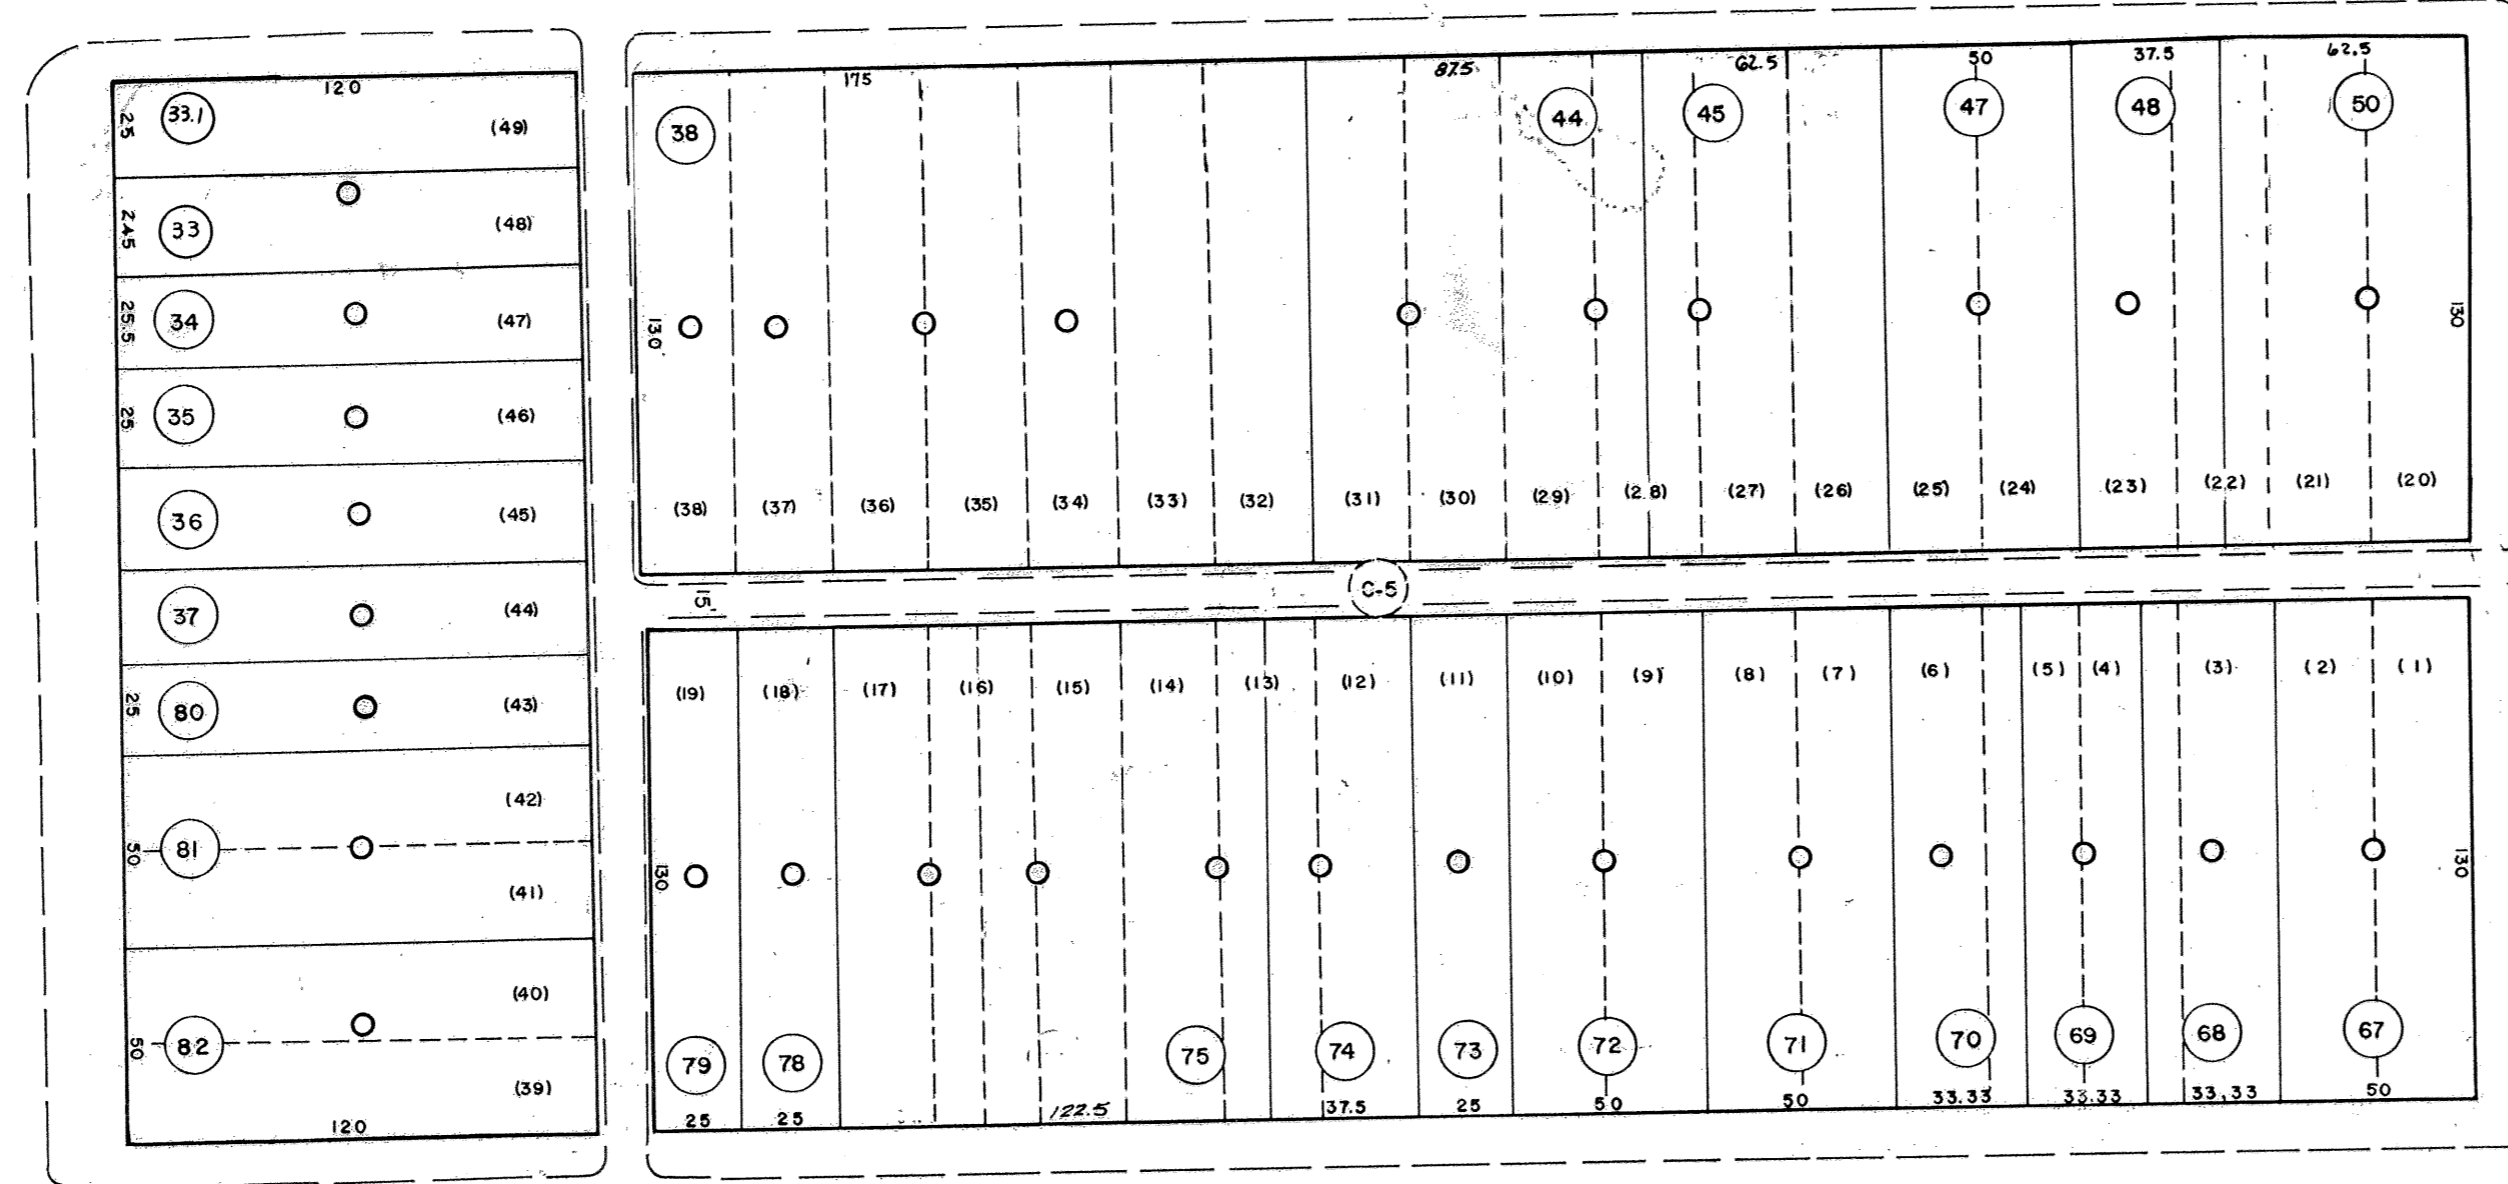 120
25 33.1 (49)
24.5 33 (48)
25.5 34 (47)
25 35 (46)
36 (45)
37 (44)
25 80 (43)
(42)
50 81
(41)
(40)
50 82
(39)
120
175 87.5 62.5 50 37.5 62.5
38 44 45 47 48 50
130 130
(38) (37) (36) (35) (34) (33) (32) (31) (30) (29) (28) (27) (26) (25) (24) (23) (22) (21) (20)
15' C-5
(19) (18) (17) (16) (15) (14) (13) (12) (11) (10) (9) (8) (7) (6) (5) (4) (3) (2) (1)
130 130
79 78 75 74 73 72 71 70 69 68 67
25 25 122.5 37.5 25 50 50 33.33 33.33 33,33 50